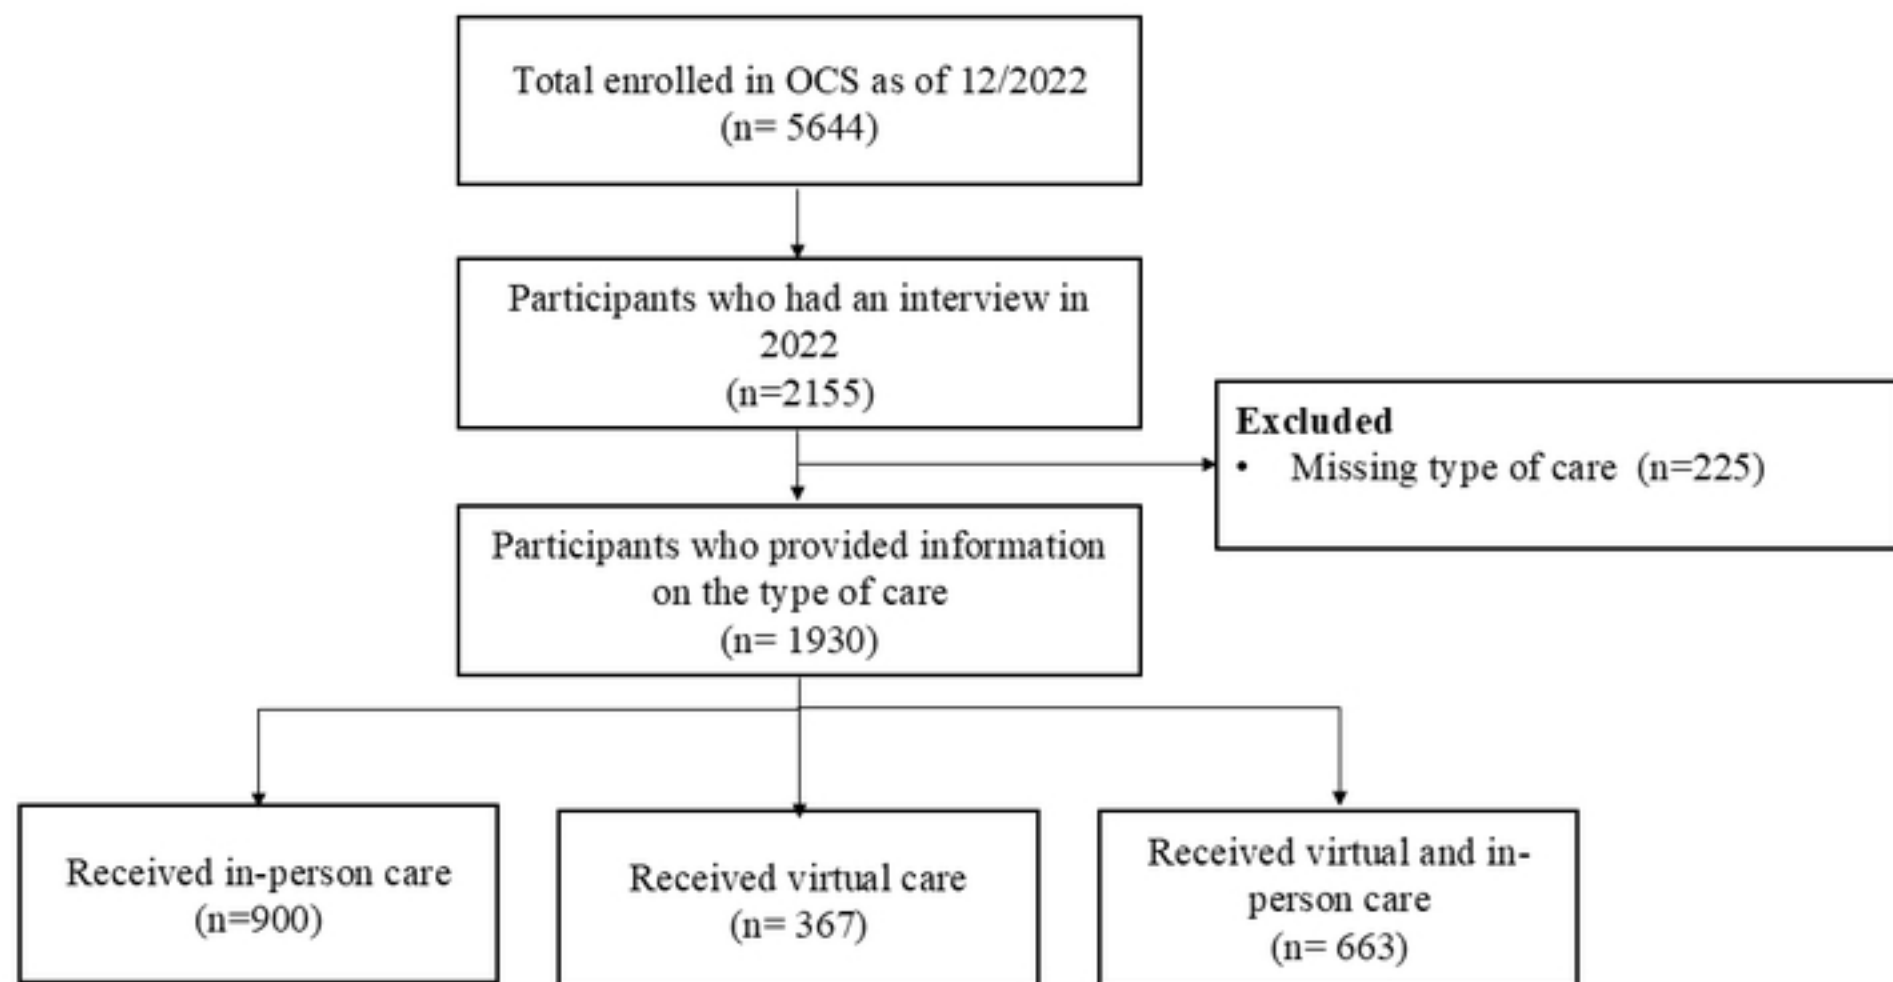 Total enrolled in OCS as of 12/2022
(n= 5644)
Participants who had an interview in
2022
(n=2155)
Excluded
• Missing type of care (n=225)
Participants who provided information
on the type of care
(n= 1930)
Received in-person care
(n=900)
Received virtual care
(n= 367)
Received virtual and in-
person care
(n= 663)